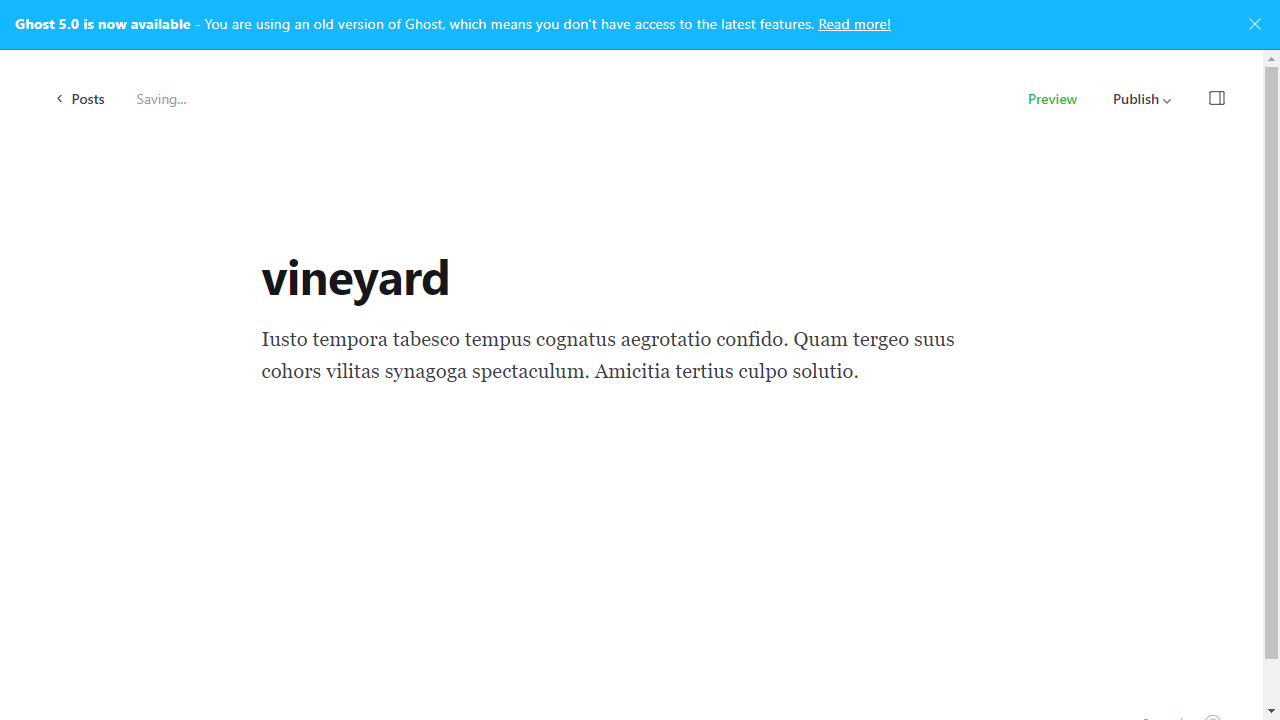 Ghost 5.0 is now available - You are using an old version of Ghost, which means you don't have access to the latest features. Read more!
Posts Saving... Preview Publish
vineyard
Iusto tempora tabesco tempus cognatus aegrotatio confido. Quam tergeo suus
cohors vilitas synagoga spectaculum. Amicitia tertius culpo solutio.